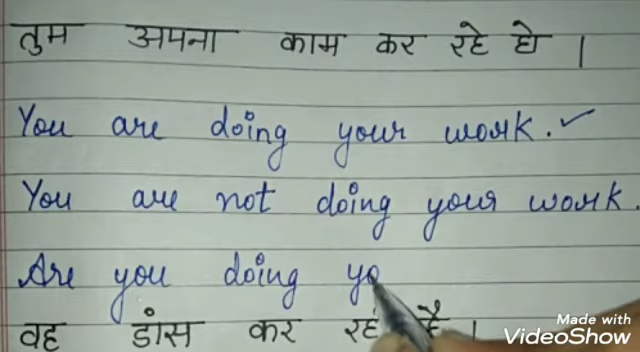 तुम अपना काम कर रहे हो ।
You are doing your work. ✓
You are not doing your work.
Are you doing yo
वह डांस कर रहा है ।
Made with
VideoShow